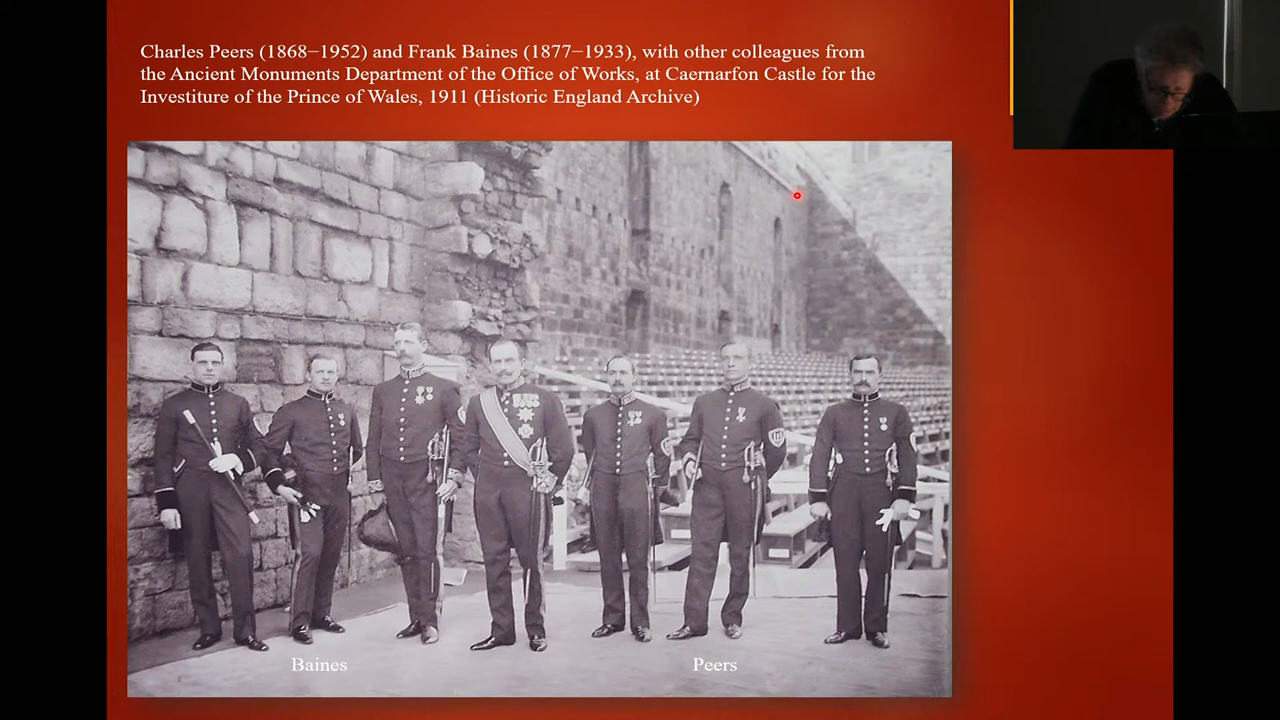 Charles Peers (1868−1952) and Frank Baines (1877−1933), with other colleagues from
the Ancient Monuments Department of the Office of Works, at Caernarfon Castle for the
Investiture of the Prince of Wales, 1911 (Historic England Archive)
Baines
Peers